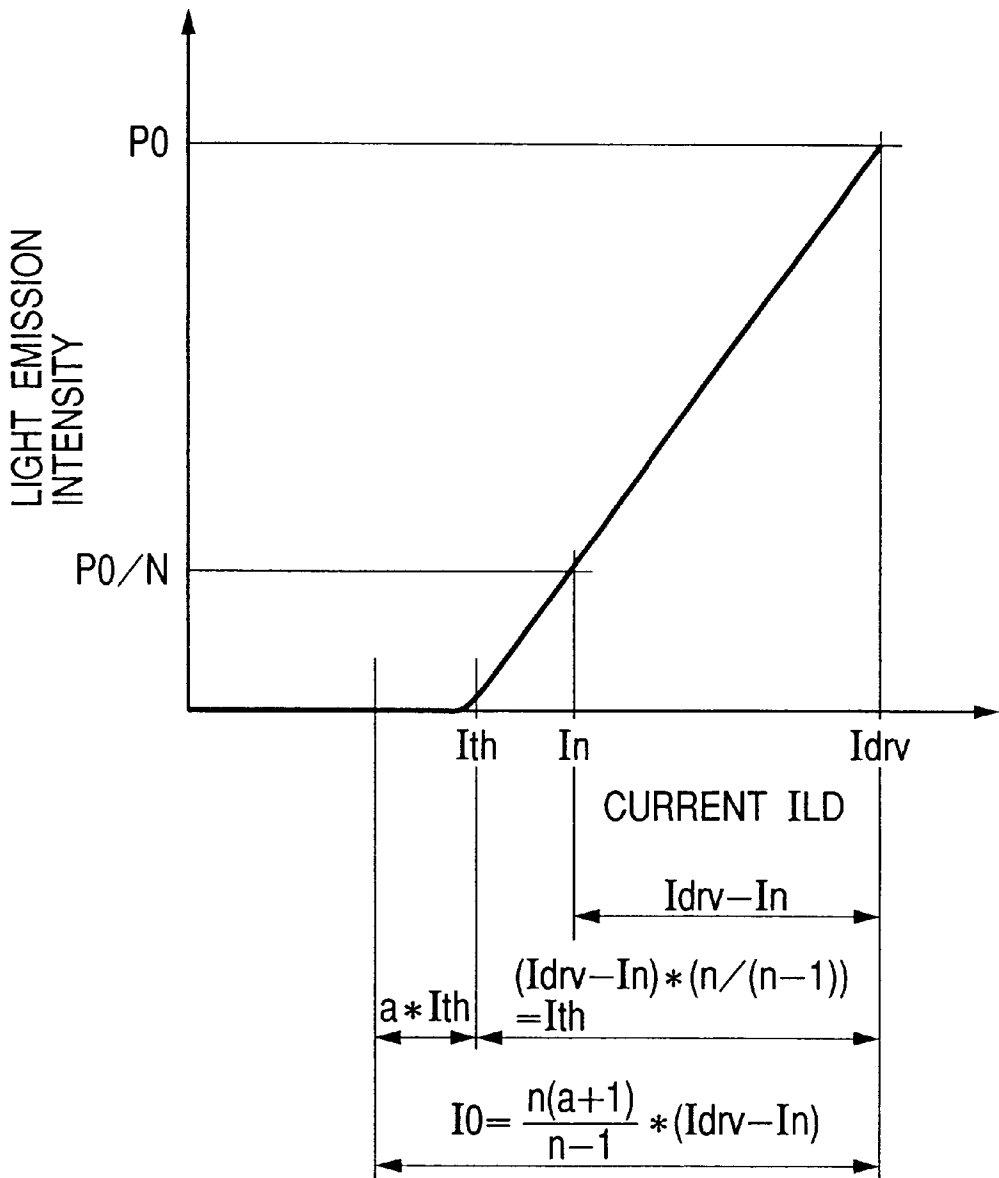 P0
LIGHT EMISSION
INTENSITY
P0/N
Ith
In
Idrv
CURRENT ILD
Idrv−In
(Idrv−In)*(n/(n−1))
=Ith
a*Ith
I0= n(a+1)/n−1 *(Idrv−In)